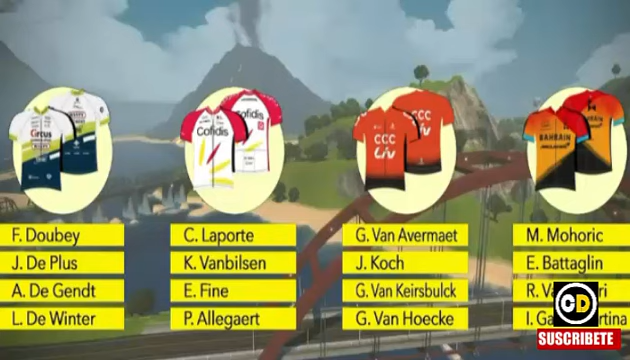 Circus
Cofidis
Cofidis
CCC
CCC
Liv
Liv
BAHRAIN
F. Doubey
J. De Plus
A. De Gendt
L. De Winter
C. Laporte
K. Vanbilsen
E. Fine
P. Allegaert
G. Van Avermaet
J. Koch
G. Van Keirsbulck
G. Van Hoecke
M. Mohoric
E. Battaglin
R.
I.
CD
SUSCRIBETE